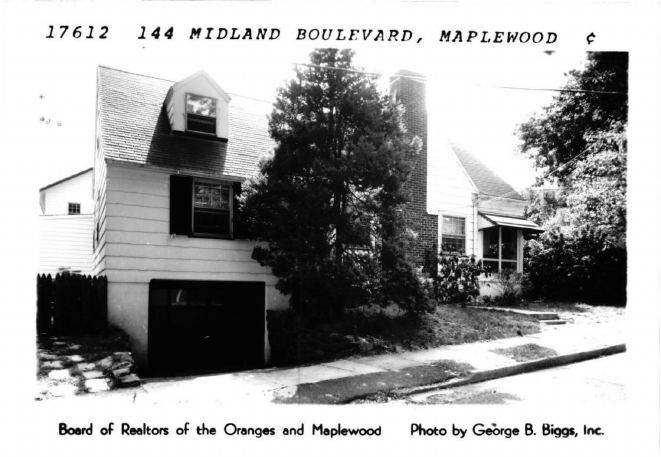 17612 144 MIDLAND BOULEVARD, MAPLEWOOD ¢
Board of Realtors of the Oranges and Maplewood Photo by George B. Biggs, Inc.